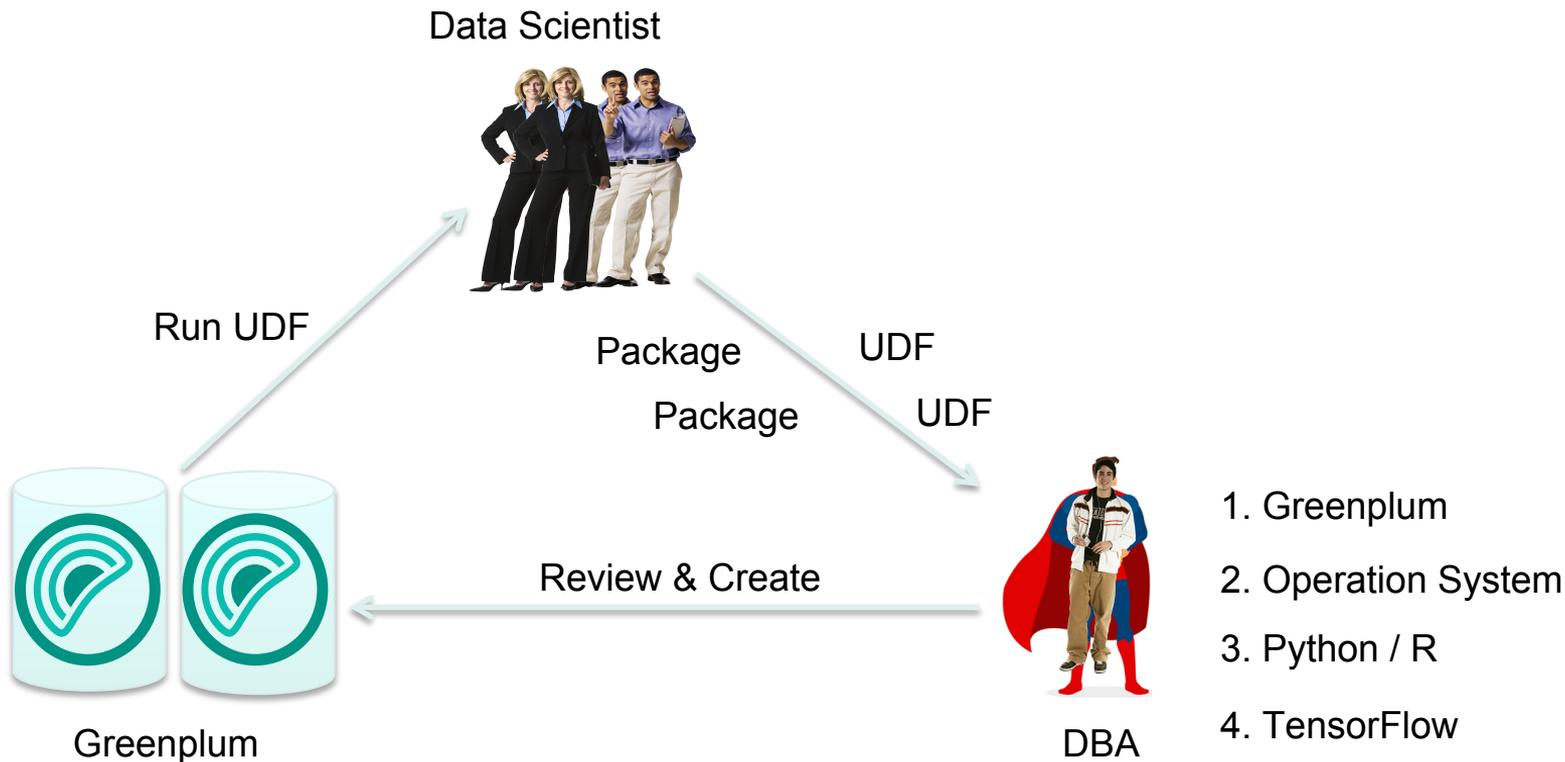 Data Scientist
Run UDF
Package
UDF
Package
UDF
Review & Create
Greenplum
DBA
1. Greenplum
2. Operation System
3. Python / R
4. TensorFlow